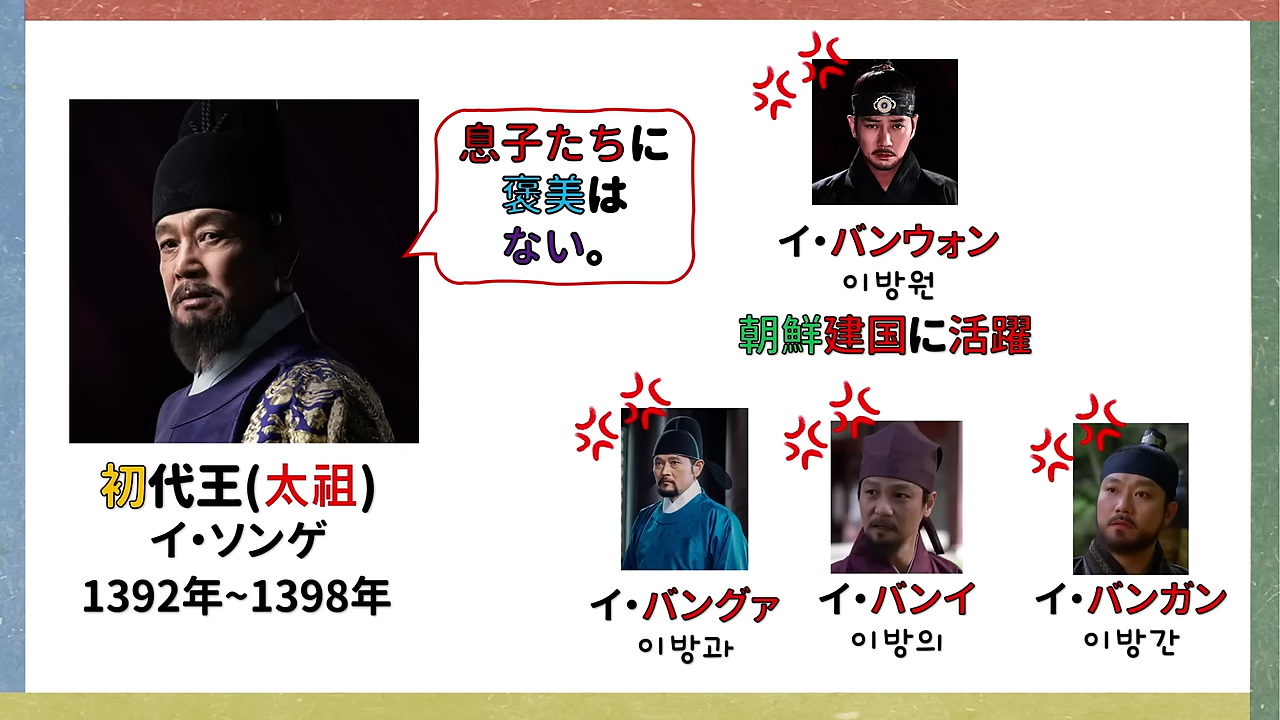 息子たちに
褒美は
ない。
初代王(太祖)
イ・ソンゲ
1392年~1398年
イ・バンウォン
이방원
朝鮮建国に活躍
イ・バングァ
이방과
イ・バンイ
이방의
イ・バンガン
이방간